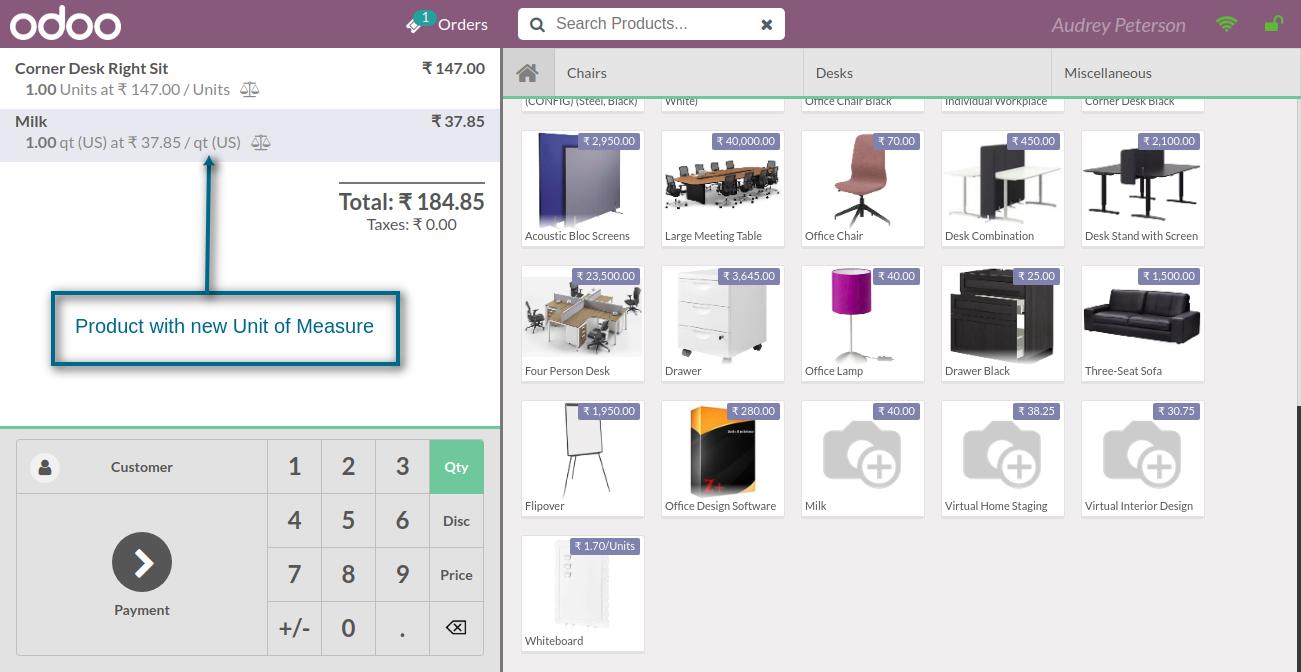 odoo
1
Orders
Search Products...
Audrey Peterson
Corner Desk Right Sit ₹ 147.00
1.00 Units at ₹ 147.00 / Units
Milk ₹ 37.85
1.00 qt (US) at ₹ 37.85 / qt (US)
Total: ₹ 184.85
Taxes: ₹ 0.00
Product with new Unit of Measure
Customer
1 2 3 Qty
4 5 6 Disc
7 8 9 Price
+/- 0 .
Payment
Chairs Desks Miscellaneous
(CONFIG) (Steel, Black) White) Office Chair Black Individual Workplace Corner Desk Black
₹ 2,950.00 ₹ 40,000.00 ₹ 70.00 ₹ 450.00 ₹ 2,100.00
Acoustic Bloc Screens Large Meeting Table Office Chair Desk Combination Desk Stand with Screen
₹ 23,500.00 ₹ 3,645.00 ₹ 40.00 ₹ 25.00 ₹ 1,500.00
Four Person Desk Drawer Office Lamp Drawer Black Three-Seat Sofa
₹ 1,950.00 ₹ 280.00 ₹ 40.00 ₹ 38.25 ₹ 30.75
Z+
Flipover Office Design Software Milk Virtual Home Staging Virtual Interior Design
₹ 1.70/Units
Whiteboard